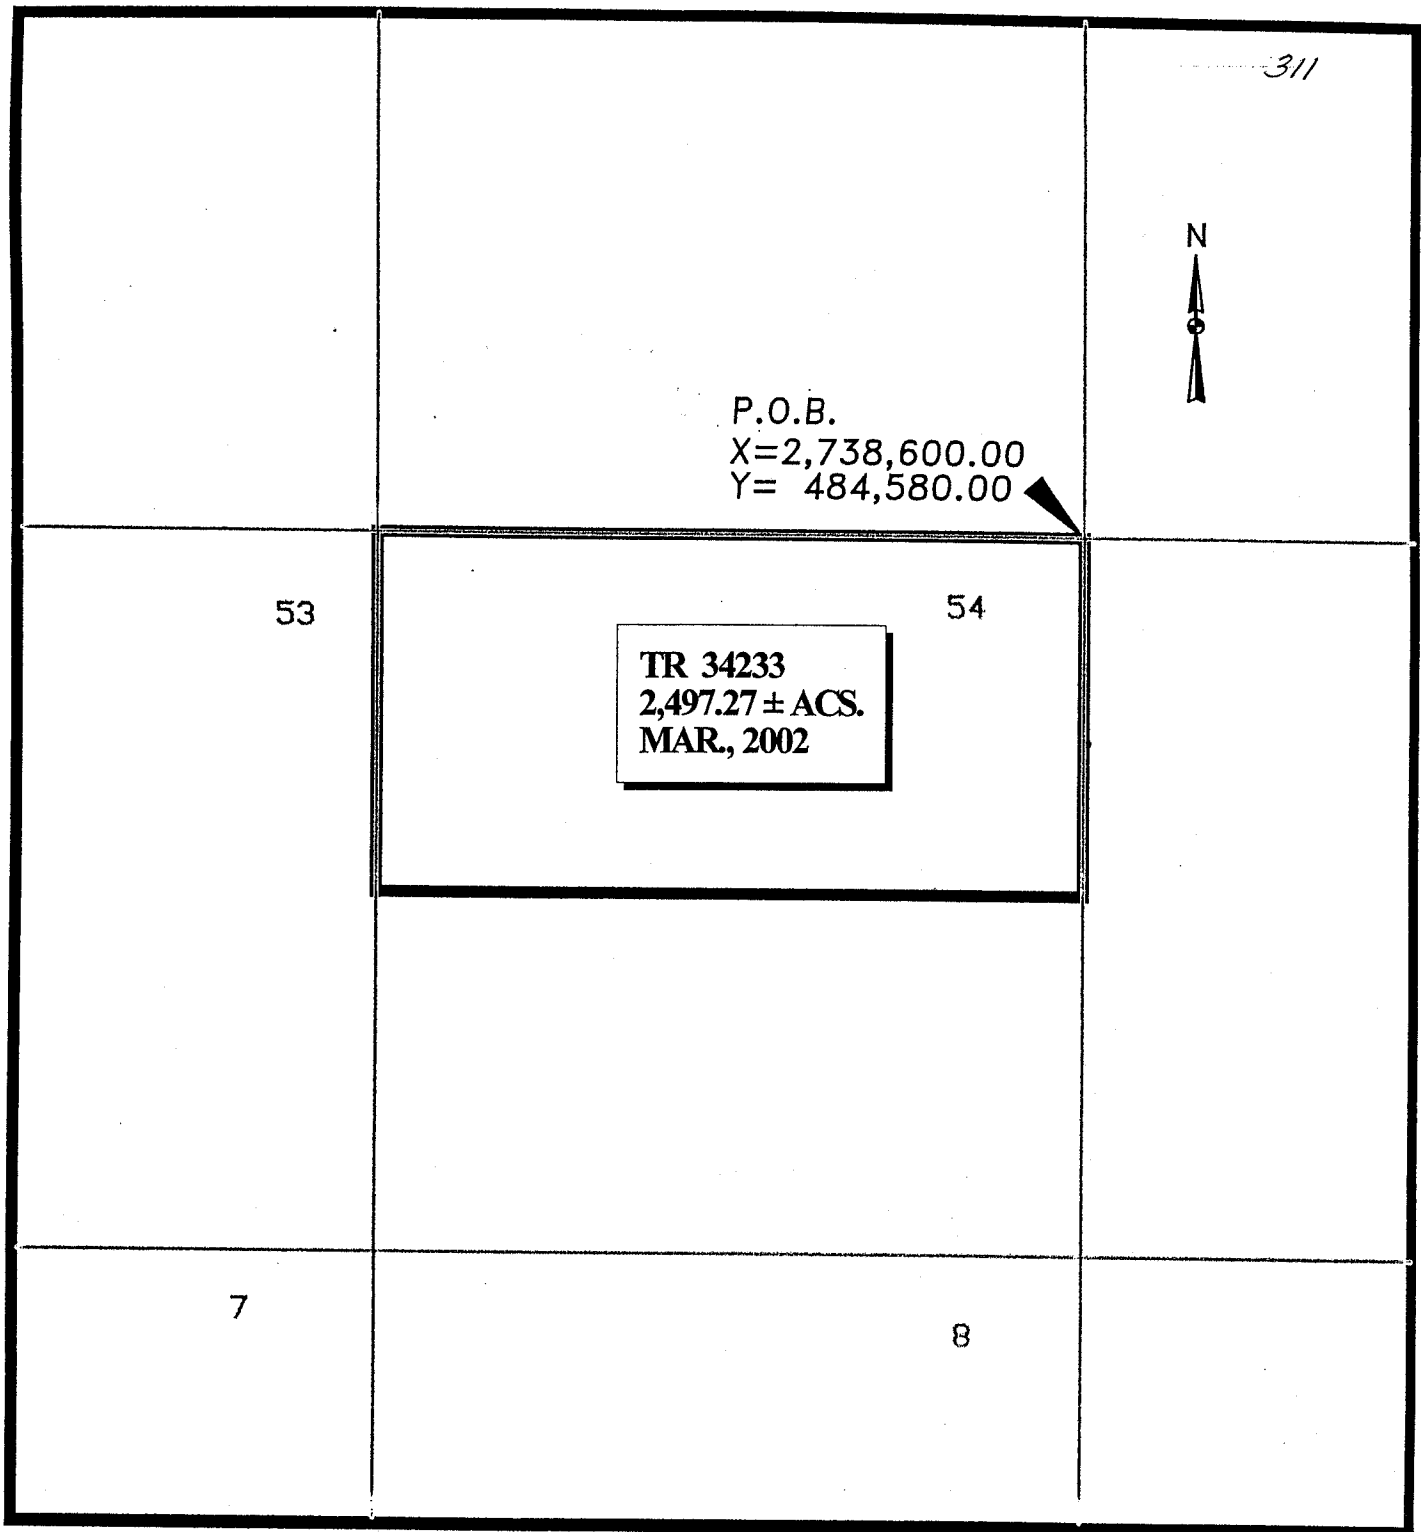 311
N
P.O.B.
X=2,738,600.00
Y= 484,580.00
53
54
TR 34233
2,497.27 ± ACS.
MAR., 2002
7
8